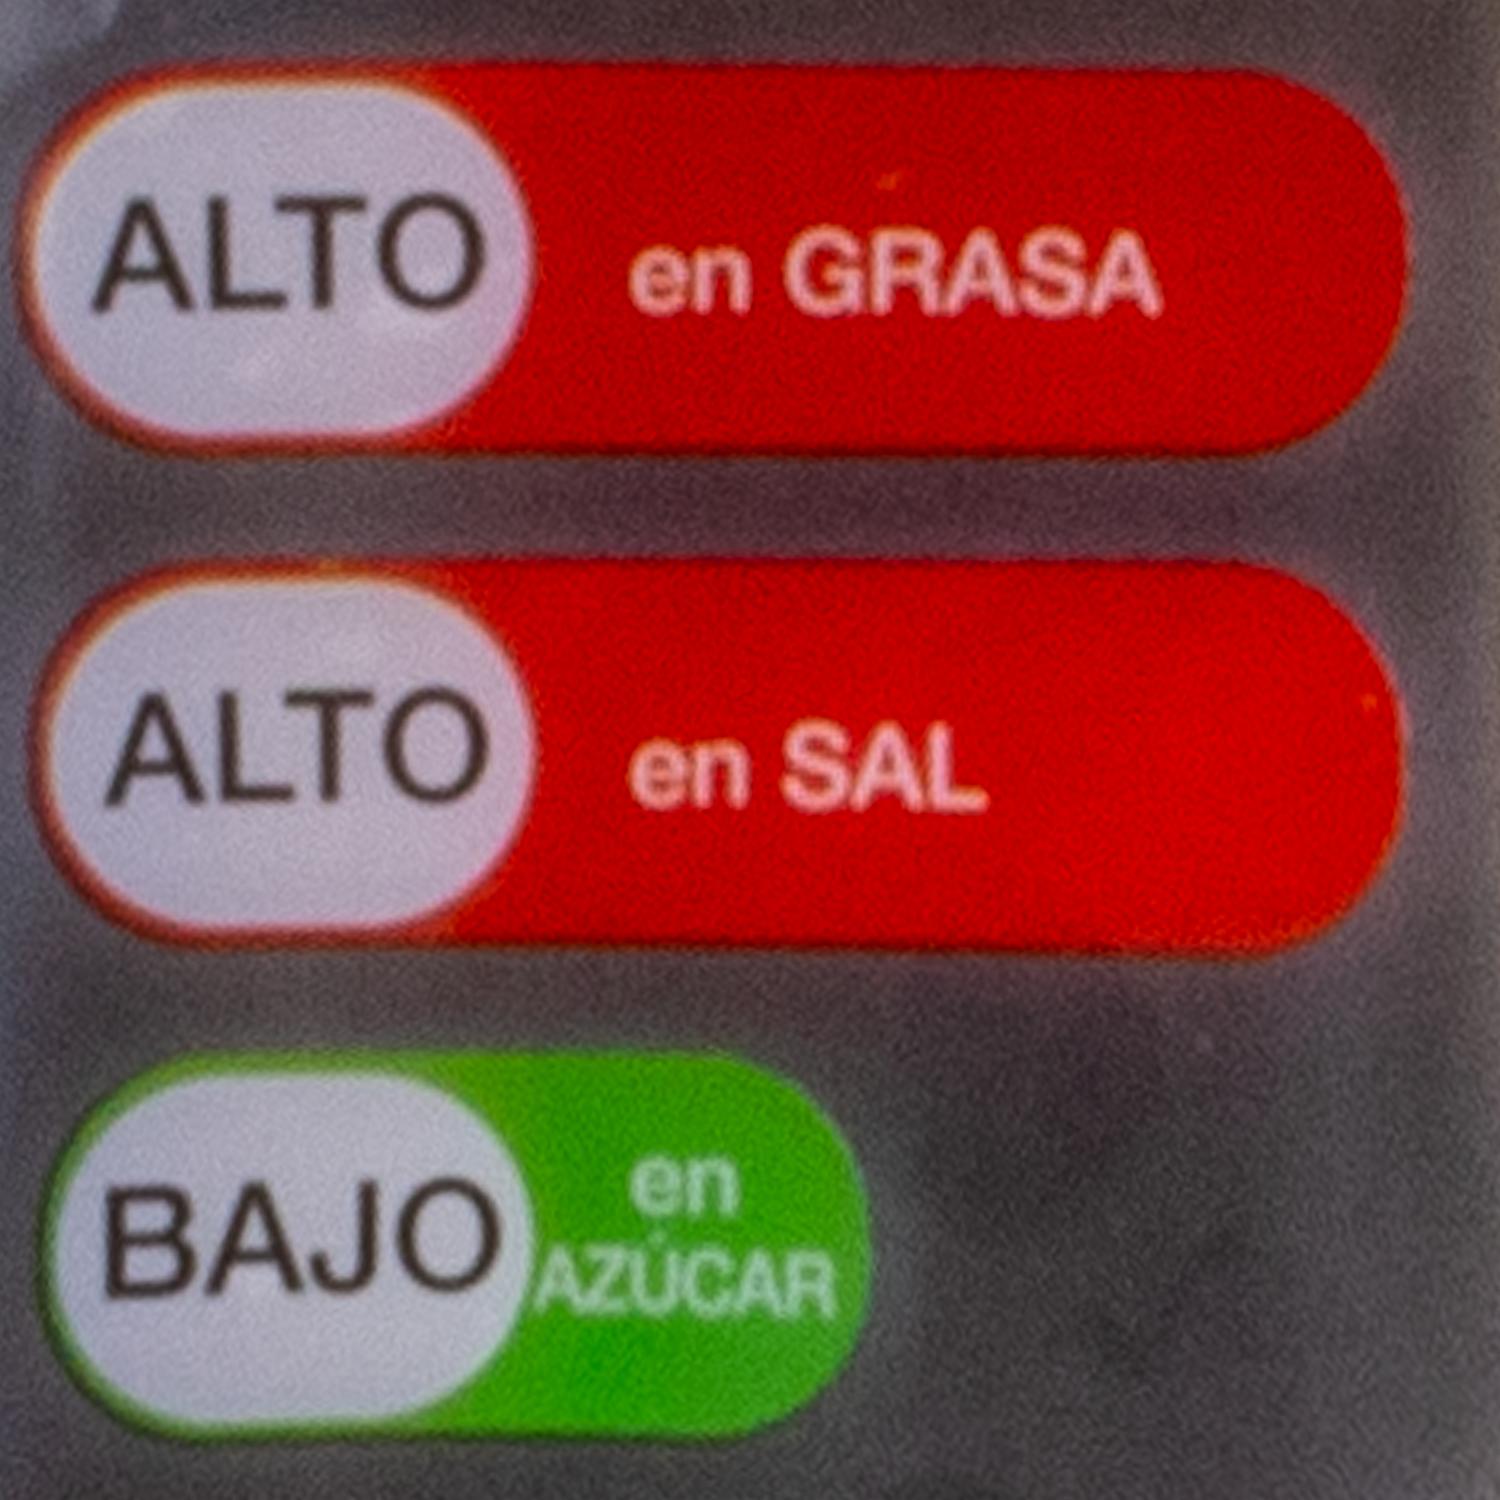 ALTO en GRASA
ALTO en SAL
BAJO en
AZÚCAR